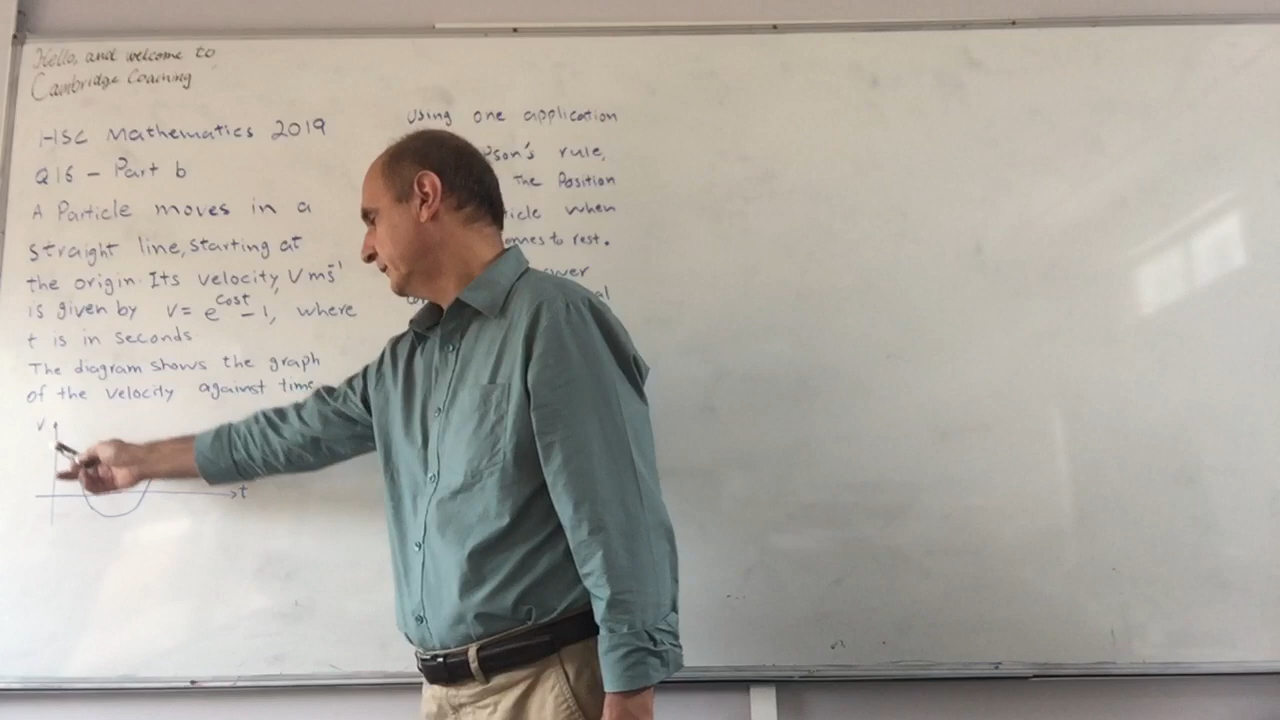 Hello, and welcome to
Cambridge Coaching
HSC Mathematics 2019
Q16 - Part b
A Particle moves in a
straight line, starting at
the origin. Its velocity, V ms⁻¹
is given by V = e^cost - 1, where
t is in seconds.
The diagram shows the graph
of the velocity against time
V
t
Using one application
rule,
The Position
when
to rest.